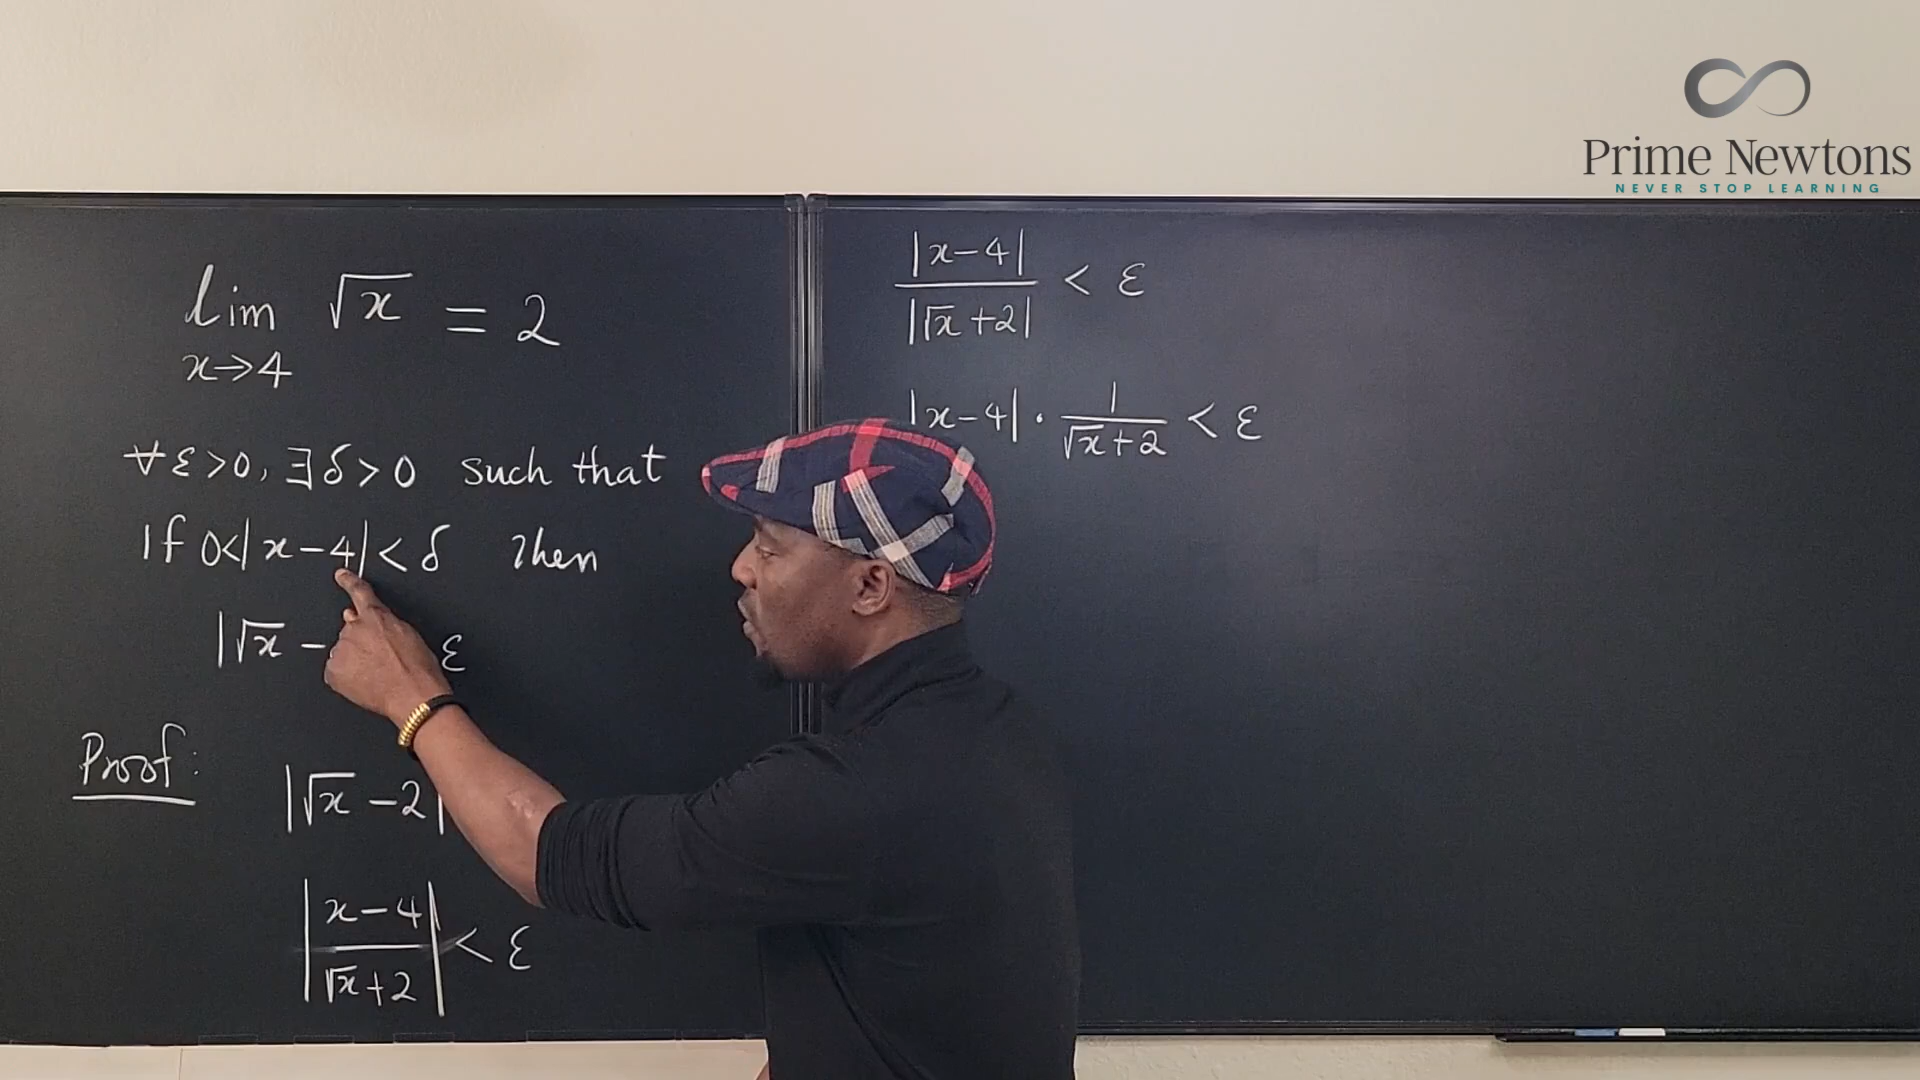 lim √x = 2
x→4
∀ε>0, ∃δ>0 such that
If 0<|x-4|<δ then
|√x - ε
Proof:
|√x - 2|
|x-4|
|√x+2| < ε
|x-4|
|√x+2| < ε
|x-4| · 1/√x+2 < ε
Prime Newtons
NEVER STOP LEARNING